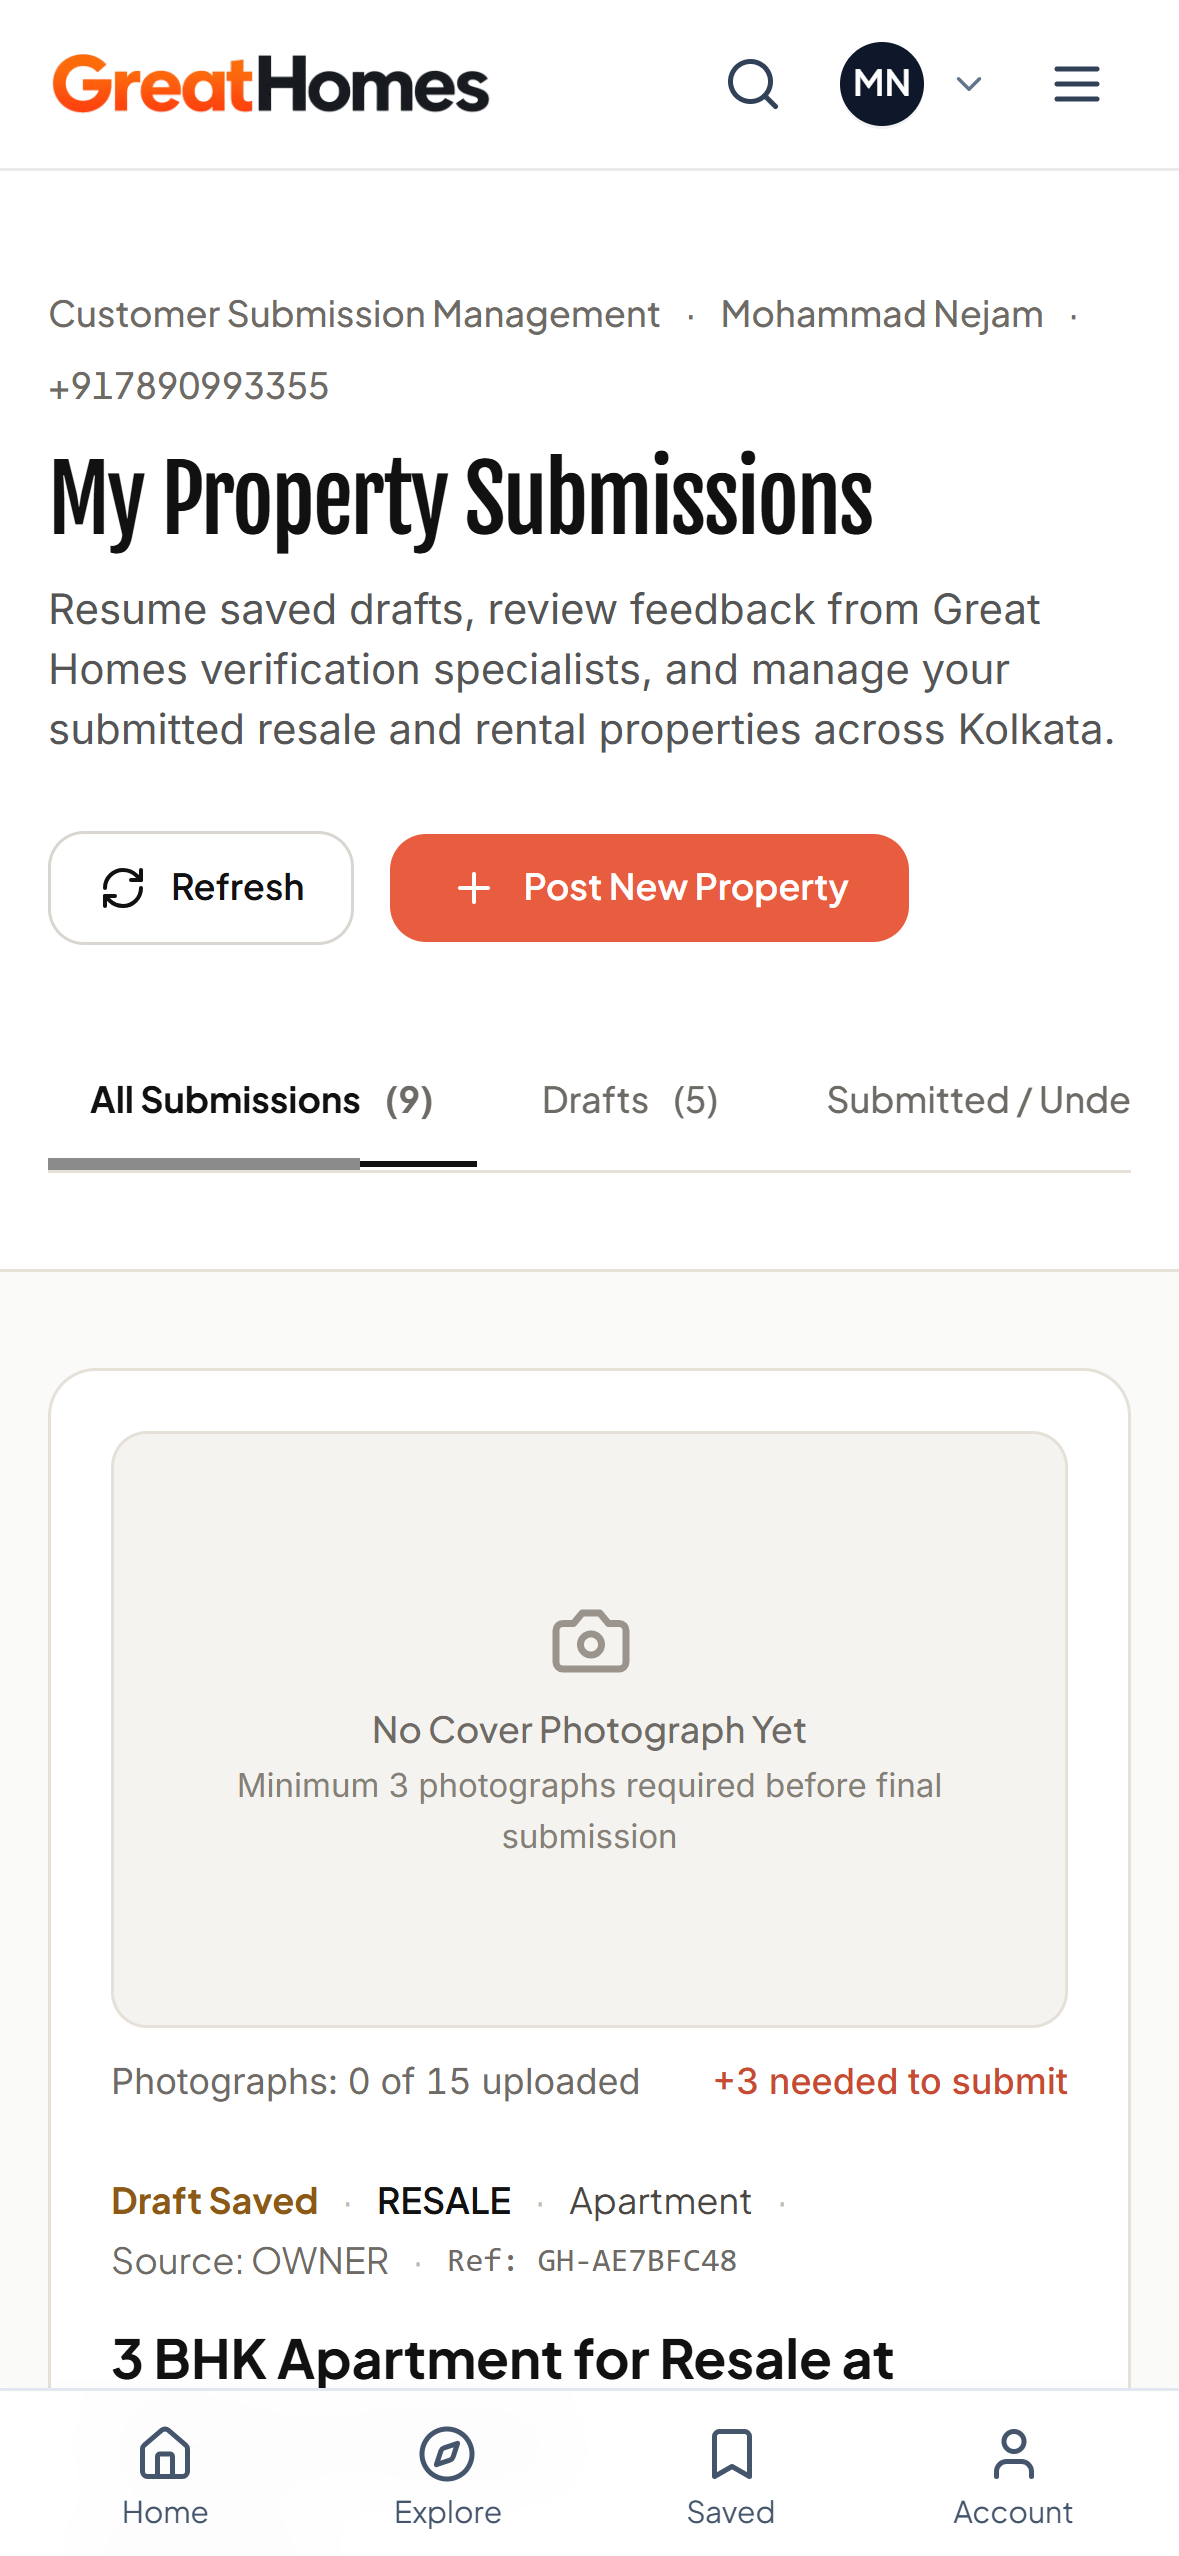 GreatHomes
MN
Customer Submission Management · Mohammad Nejam ·
+917890993355
My Property Submissions
Resume saved drafts, review feedback from Great
Homes verification specialists, and manage your
submitted resale and rental properties across Kolkata.
Refresh
Post New Property
All Submissions (9)
Drafts (5)
Submitted / Unde
No Cover Photograph Yet
Minimum 3 photographs required before final
submission
Photographs: 0 of 15 uploaded
+3 needed to submit
Draft Saved · RESALE · Apartment ·
Source: OWNER · Ref: GH-AE7BFC48
3 BHK Apartment for Resale at
Home
Explore
Saved
Account